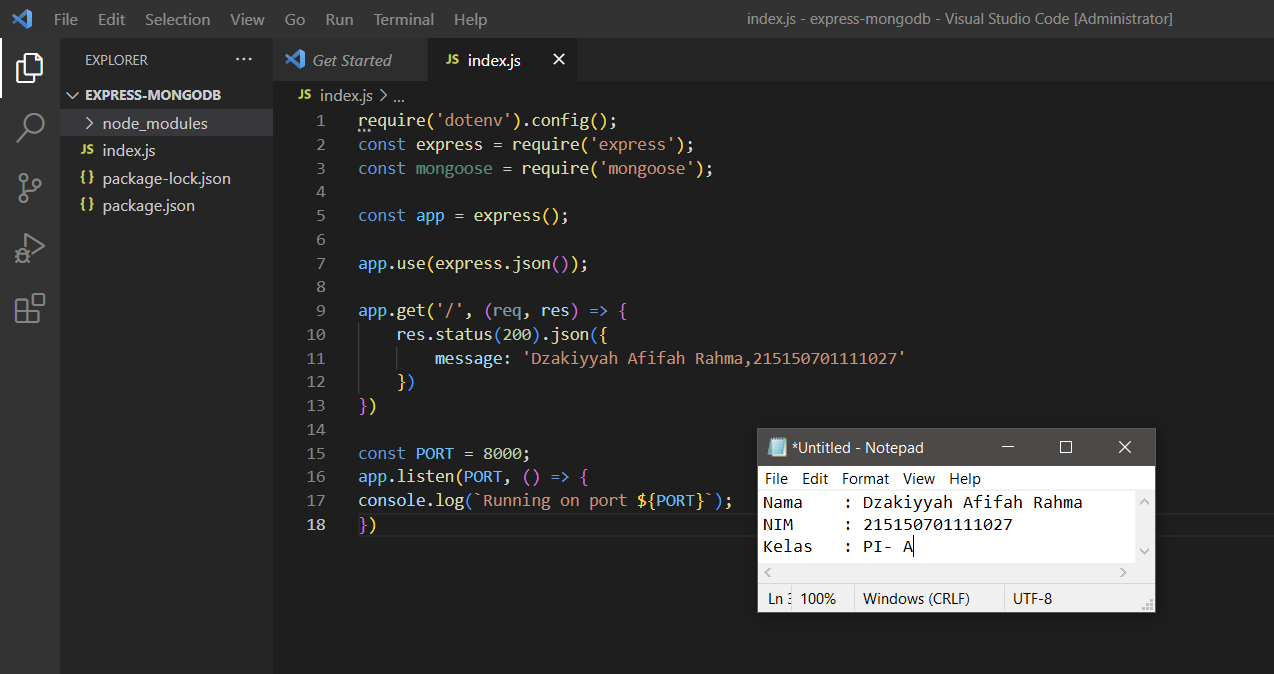 File Edit Selection View Go Run Terminal Help
index.js - express-mongodb - Visual Studio Code [Administrator]
EXPLORER ...
EXPRESS-MONGODB
node_modules
JS index.js
{} package-lock.json
{} package.json
Get Started
JS index.js
JS index.js > ...
1 require('dotenv').config();
2 const express = require('express');
3 const mongoose = require('mongoose');
4
5 const app = express();
6
7 app.use(express.json());
8
9 app.get('/', (req, res) => {
10 res.status(200).json({
11 message: 'Dzakiyyah Afifah Rahma,215150701111027'
12 })
13 })
14
15 const PORT = 8000;
16 app.listen(PORT, () => {
17 console.log(`Running on port ${PORT}`);
18 })
*Untitled - Notepad
File Edit Format View Help
Nama : Dzakiyyah Afifah Rahma
NIM : 215150701111027
Kelas : PI- A
Ln 100% Windows (CRLF) UTF-8